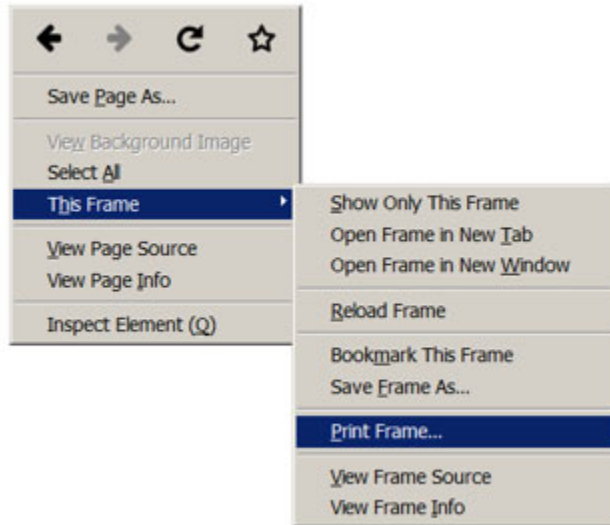 Save Page As...
View Background Image
Select All
This Frame
View Page Source
View Page Info
Inspect Element (Q)
Show Only This Frame
Open Frame in New Tab
Open Frame in New Window
Reload Frame
Bookmark This Frame
Save Frame As...
Print Frame...
View Frame Source
View Frame Info